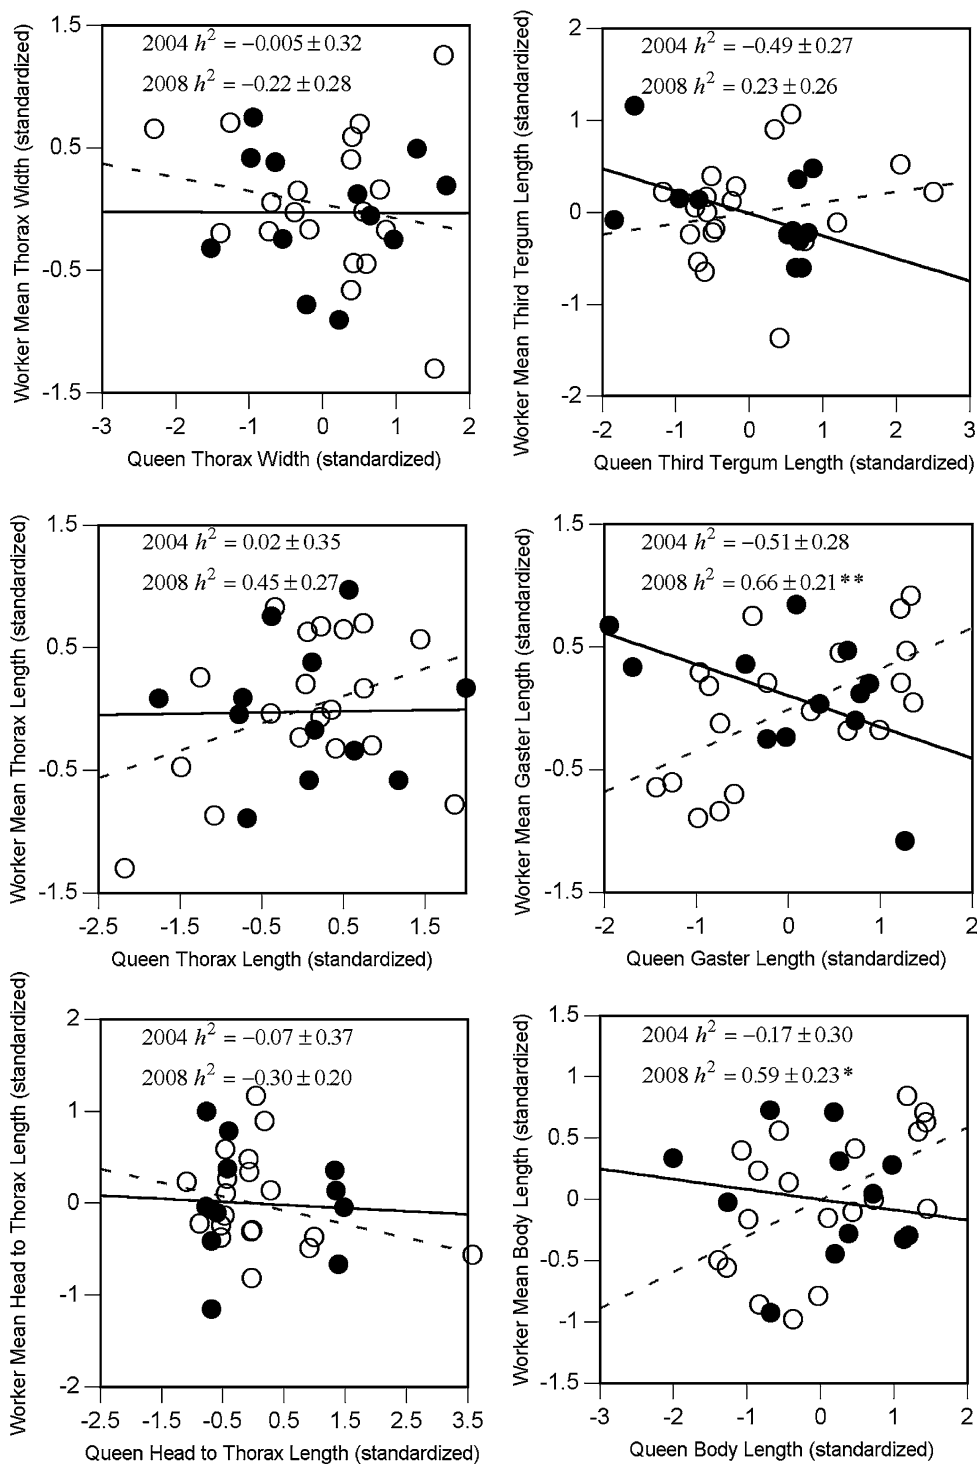 Worker Mean Thorax Width (standardized)
1.5
0.5
-0.5
-1.5
2004 h² = −0.005 ± 0.32
2008 h² = −0.22 ± 0.28
-3 -2 -1 0 1 2
Queen Thorax Width (standardized)
Worker Mean Third Tergum Length (standardized)
2
1
0
-1
-2
2004 h² = −0.49 ± 0.27
2008 h² = 0.23 ± 0.26
-2 -1 0 1 2 3
Queen Third Tergum Length (standardized)
Worker Mean Thorax Length (standardized)
1.5
0.5
-0.5
-1.5
2004 h² = 0.02 ± 0.35
2008 h² = 0.45 ± 0.27
-2.5 -1.5 -0.5 0.5 1.5
Queen Thorax Length (standardized)
Worker Mean Gaster Length (standardized)
1.5
0.5
-0.5
-1.5
2004 h² = −0.51 ± 0.28
2008 h² = 0.66 ± 0.21**
-2 -1 0 1 2
Queen Gaster Length (standardized)
Worker Mean Head to Thorax Length (standardized)
2
1
0
-1
-2
2004 h² = −0.07 ± 0.37
2008 h² = −0.30 ± 0.20
-2.5 -1.5 -0.5 0.5 1.5 2.5 3.5
Queen Head to Thorax Length (standardized)
Worker Mean Body Length (standardized)
1.5
1
0.5
0
-0.5
-1
-1.5
2004 h² = −0.17 ± 0.30
2008 h² = 0.59 ± 0.23*
-3 -2 -1 0 1 2
Queen Body Length (standardized)